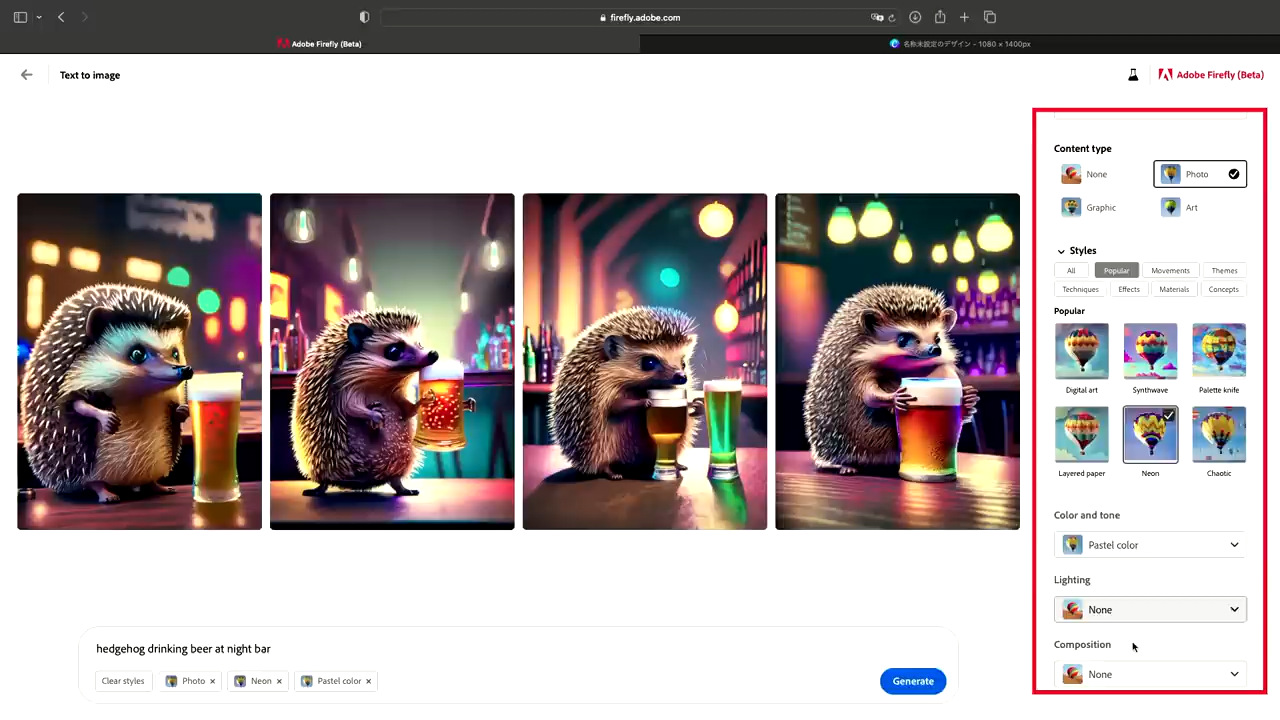 firefly.adobe.com
Adobe Firefly (Beta)
名称未設定のデザイン - 1080 × 1400px
Text to image
Adobe Firefly (Beta)
Content type
None
Photo
Graphic
Art
Styles
All
Popular
Movements
Themes
Techniques
Effects
Materials
Concepts
Popular
Digital art
Synthwave
Palette knife
Layered paper
Neon
Chaotic
Color and tone
Pastel color
Lighting
None
Composition
None
hedgehog drinking beer at night bar
Clear styles
Photo ×
Neon ×
Pastel color ×
Generate